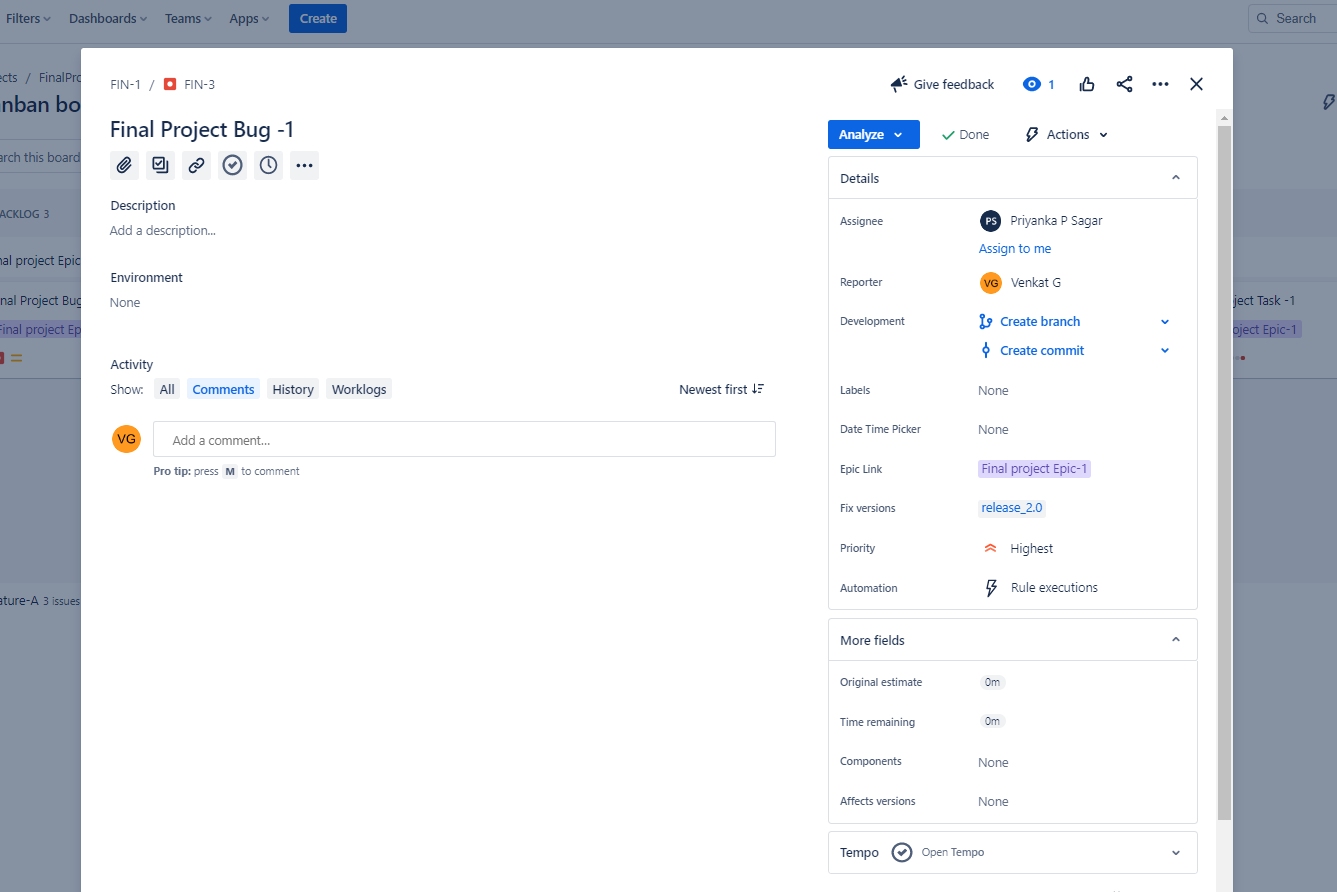 Filters Dashboards Teams Apps Create Search
ects / FinalPro
nban bo
arch this board
ACKLOG 3
nal project Epic
nal Project Bug
Final project Ep
ature-A 3 issues
FIN-1 / FIN-3
Give feedback 1
Final Project Bug -1
Description
Add a description...
Environment
None
Activity
Show: All Comments History Worklogs Newest first
VG Add a comment...
Pro tip: press M to comment
Analyze Done Actions
Details
Assignee PS Priyanka P Sagar
Assign to me
Reporter VG Venkat G
Development Create branch
Create commit
Labels None
Date Time Picker None
Epic Link Final project Epic-1
Fix versions release_2.0
Priority Highest
Automation Rule executions
More fields
Original estimate 0m
Time remaining 0m
Components None
Affects versions None
Tempo Open Tempo
ject Task -1
oject Epic-1